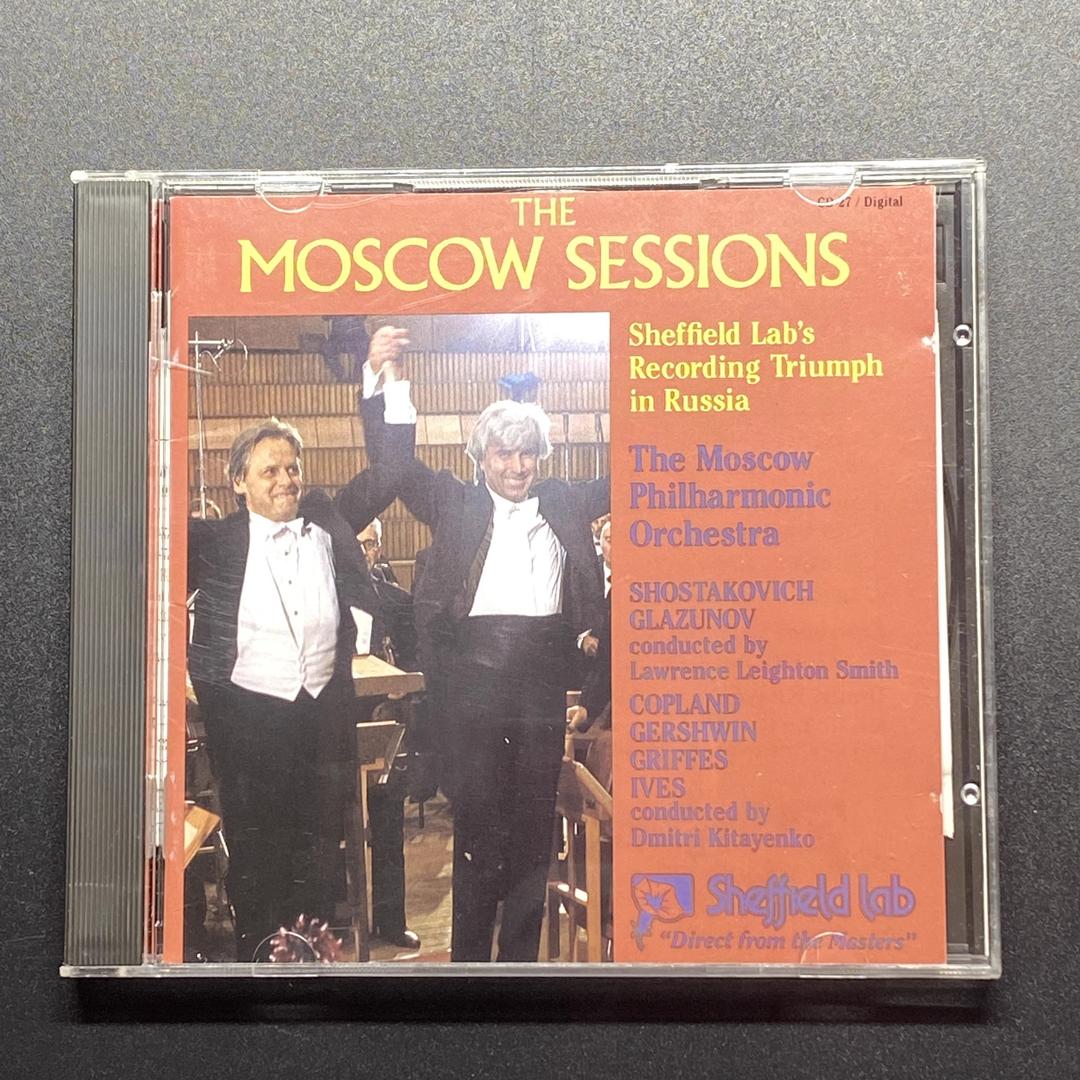 THE
CD-27 / Digital
MOSCOW SESSIONS
Sheffield Lab's
Recording Triumph
in Russia
The Moscow
Philharmonic
Orchestra
SHOSTAKOVICH
GLAZUNOV
conducted by
Lawrence Leighton Smith
COPLAND
GERSHWIN
GRIFFES
IVES
conducted by
Dmitri Kitayenko
Sheffield Lab
"Direct from the Masters"